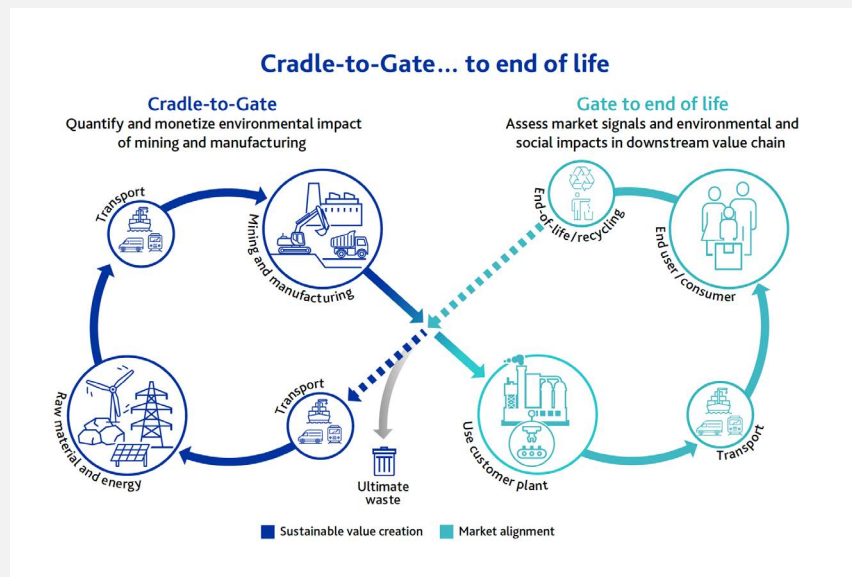 Cradle-to-Gate... to end of life
Cradle-to-Gate
Quantify and monetize environmental impact
of mining and manufacturing
Gate to end of life
Assess market signals and environmental and
social impacts in downstream value chain
Transport
Mining and manufacturing
End-of-life/recycling
End user/consumer
Raw material and energy
Transport
Ultimate
waste
Use customer plant
Transport
Sustainable value creation
Market alignment